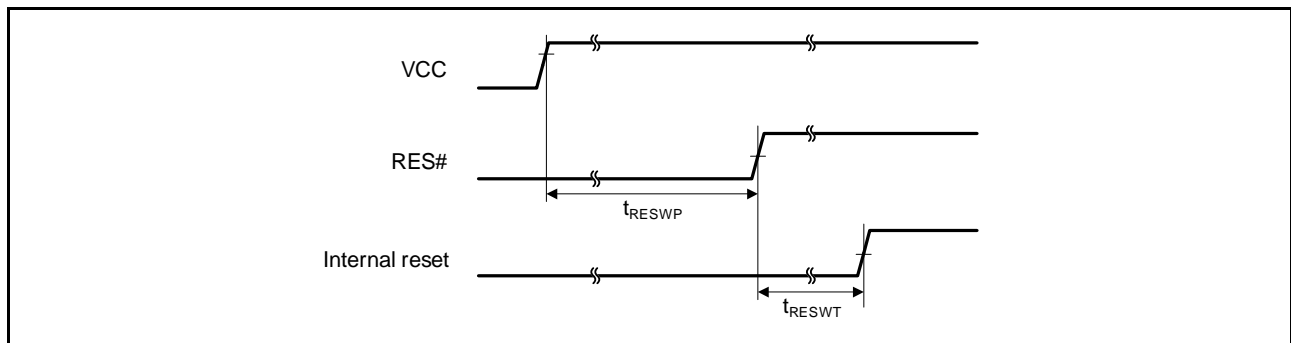 VCC
RES#
tRESWP
Internal reset
tRESWT